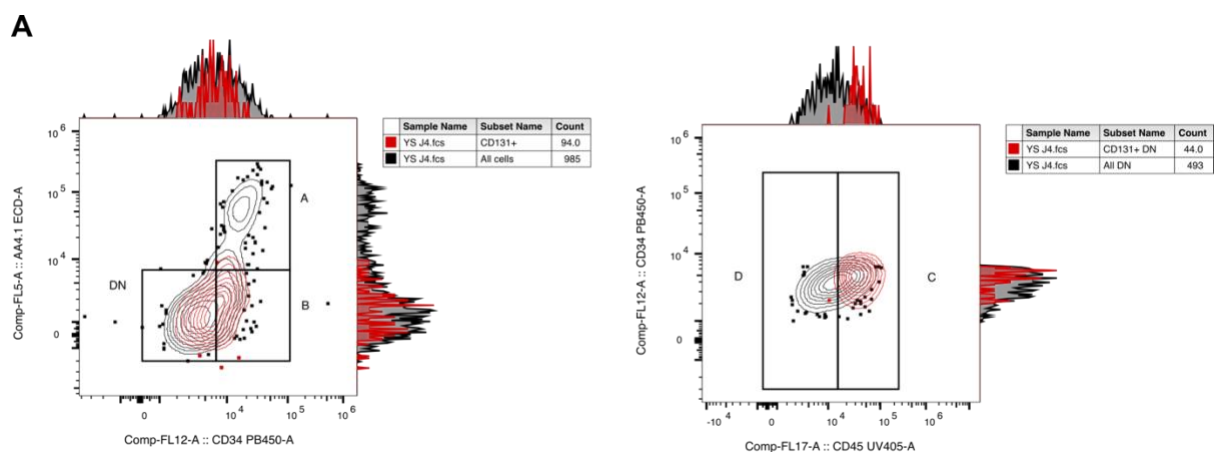 A
Sample Name Subset Name Count
YS J4.fcs CD131+ 94.0
YS J4.fcs All cells 985
10^6
10^5
10^4
0
A
DN
B
0 10^4 10^5 10^6
Comp-FL5-A :: AA4.1 ECD-A
Comp-FL12-A :: CD34 PB450-A
Sample Name Subset Name Count
YS J4.fcs CD131+ DN 44.0
YS J4.fcs All DN 493
10^6
10^5
10^4
0
D
C
-10^4 0 10^4 10^5 10^6
Comp-FL12-A :: CD34 PB450-A
Comp-FL17-A :: CD45 UV405-A